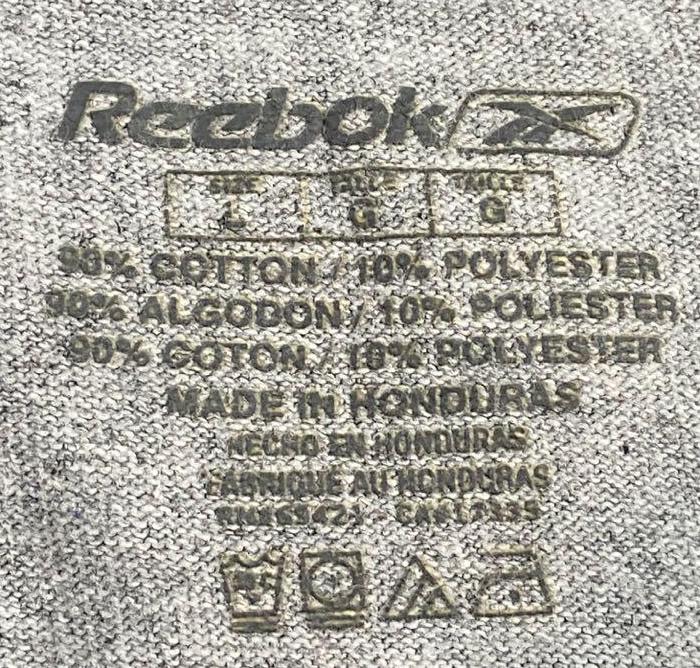 Reebok
SIZE TALLE TAILLE
L G G
90% COTTON / 10% POLYESTER
90% ALGODON / 10% POLIESTER
90% COTON / 10% POLYESTER
MADE IN HONDURAS
HECHO EN HONDURAS
FABRIQUE AU HONDURAS